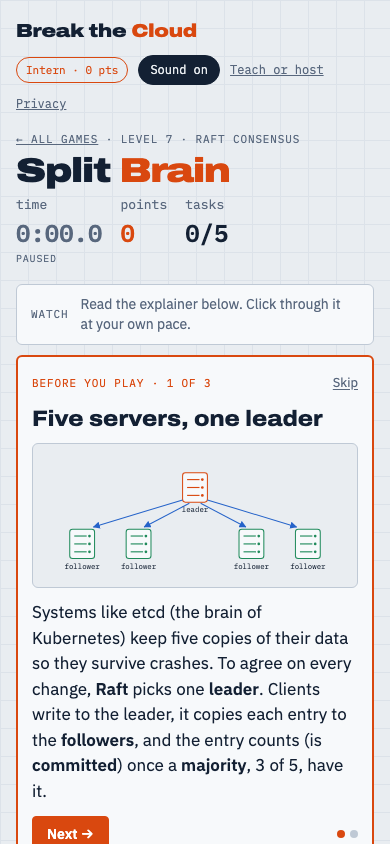 Break the Cloud
Intern · 0 pts
Sound on
Teach or host
Privacy
← ALL GAMES · LEVEL 7 · RAFT CONSENSUS
Split Brain
time points tasks
0:00.0 0 0/5
PAUSED
WATCH
Read the explainer below. Click through it
at your own pace.
BEFORE YOU PLAY · 1 OF 3
Skip
Five servers, one leader
leader
follower follower follower follower
Systems like etcd (the brain of
Kubernetes) keep five copies of their data
so they survive crashes. To agree on every
change, Raft picks one leader. Clients
write to the leader, it copies each entry to
the followers, and the entry counts (is
committed) once a majority, 3 of 5, have
it.
Next →